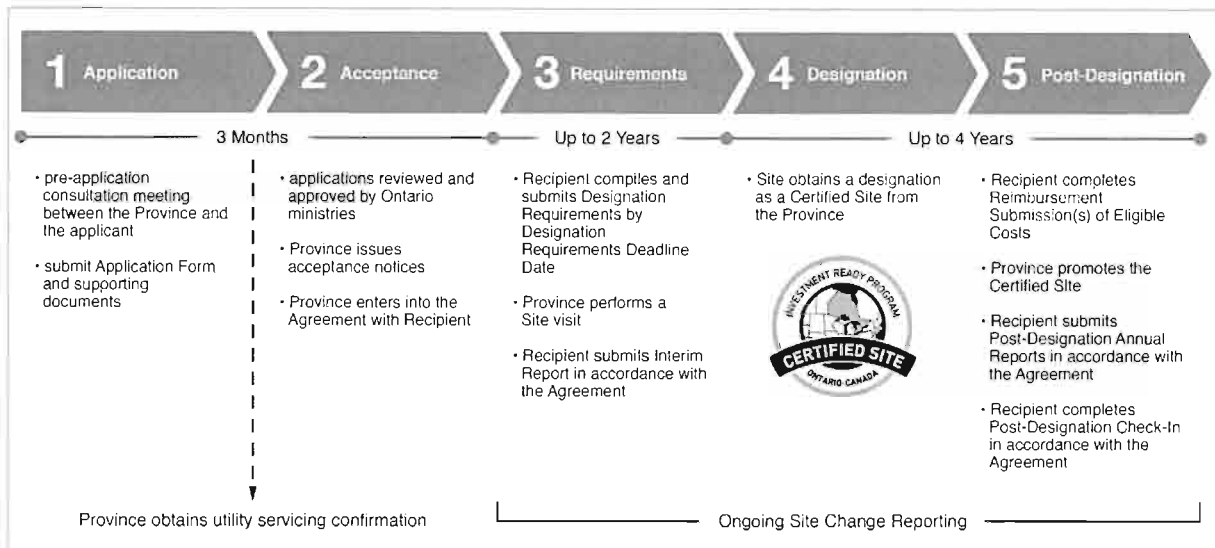 1 Application
2 Acceptance
3 Requirements
4 Designation
5 Post-Designation
3 Months
Up to 2 Years
Up to 4 Years
• pre-application
consultation meeting
between the Province and
the applicant
• submit Application Form
and supporting
documents
• applications reviewed and
approved by Ontario
ministries
• Province issues
acceptance notices
• Province enters into the
Agreement with Recipient
• Recipient compiles and
submits Designation
Requirements by
Designation
Requirements Deadline
Date
• Province performs a
Site visit
• Recipient submits Interim
Report in accordance with
the Agreement
• Site obtains a designation
as a Certified Site from
the Province
INVESTMENT READY PROGRAM
CERTIFIED SITE
ONTARIO·CANADA
• Recipient completes
Reimbursement
Submission(s) of Eligible
Costs
• Province promotes the
Certified SIte
• Recipient submits
Post-Designation Annual
Reports in accordance with
the Agreement
• Recipient completes
Post-Designation Check-In
in accordance with the
Agreement
Province obtains utility servicing confirmation
Ongoing Site Change Reporting